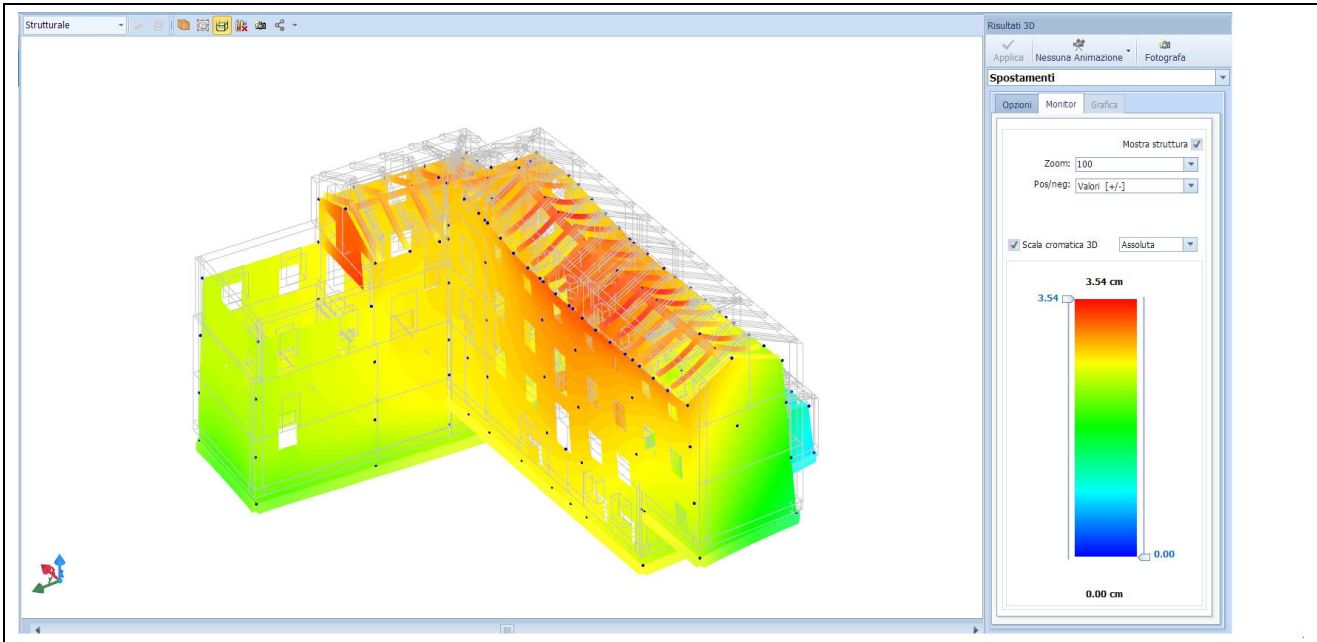 Strutturale
Risultati 3D
Applica
Nessuna Animazione
Fotografa
Spostamenti
Opzioni
Monitor
Grafica
Mostra struttura
Zoom: 100
Pos/neg: Valori [+/-]
Scala cromatica 3D
Assoluta
3.54 cm
3.54
0.00
0.00 cm